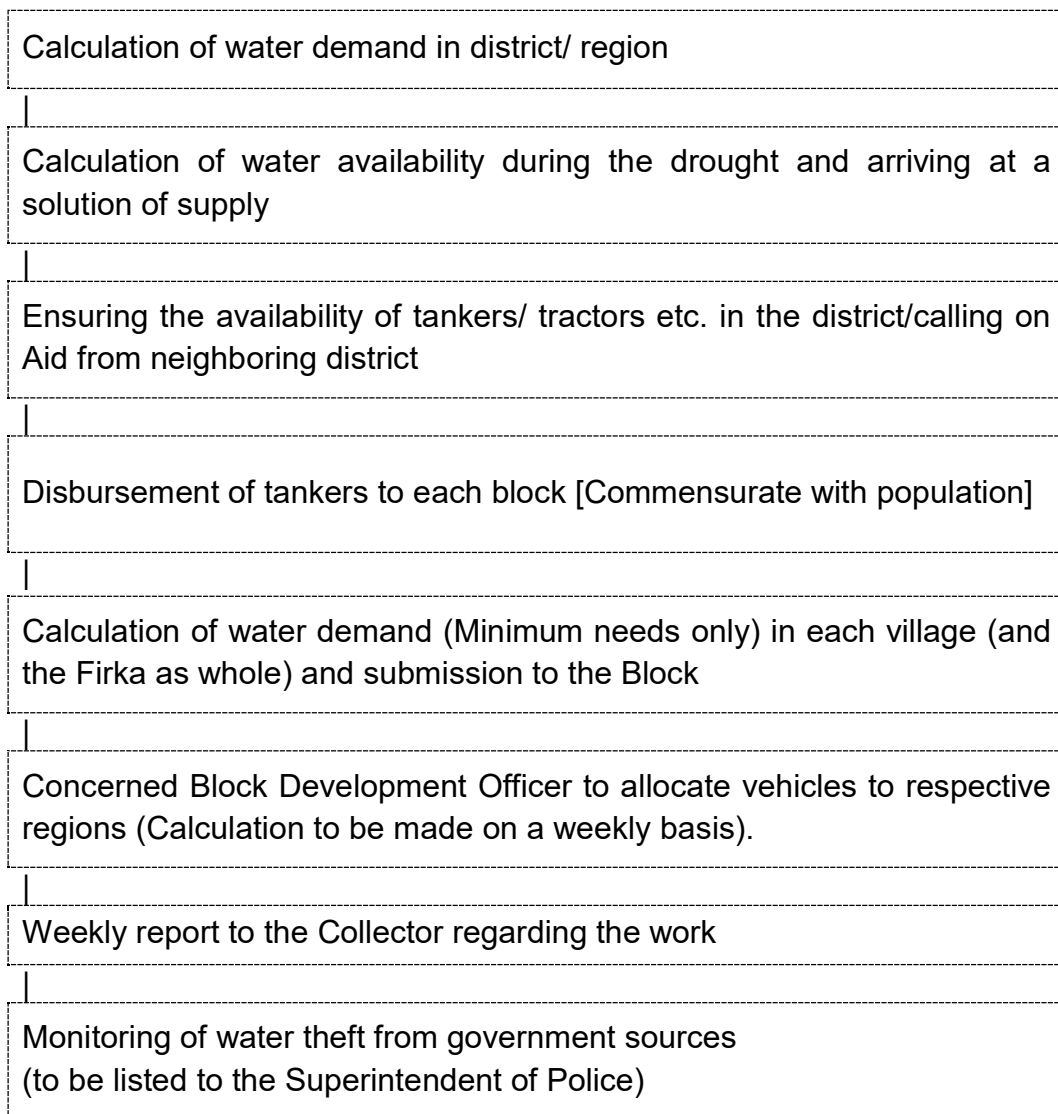 Calculation of water demand in district/ region
Calculation of water availability during the drought and arriving at a
solution of supply
Ensuring the availability of tankers/ tractors etc. in the district/calling on
Aid from neighboring district
Disbursement of tankers to each block [Commensurate with population]
Calculation of water demand (Minimum needs only) in each village (and
the Firka as whole) and submission to the Block
Concerned Block Development Officer to allocate vehicles to respective
regions (Calculation to be made on a weekly basis).
Weekly report to the Collector regarding the work
Monitoring of water theft from government sources
(to be listed to the Superintendent of Police)